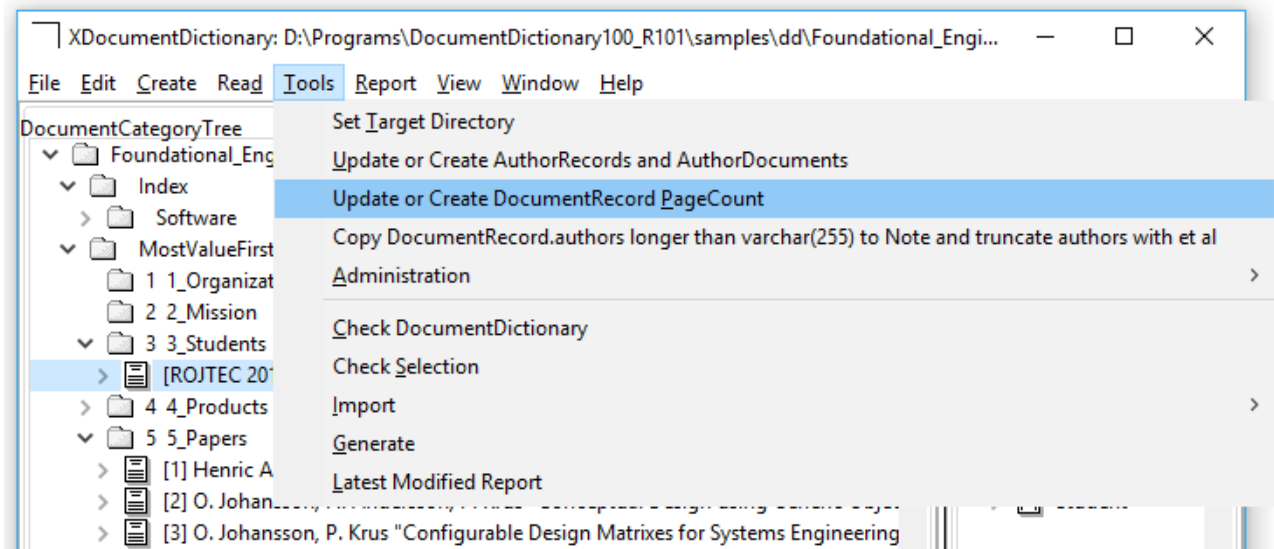 XDocumentDictionary: D:\Programs\DocumentDictionary100_R101\samples\dd\Foundational_Engi...
File Edit Create Read Tools Report View Window Help
DocumentCategoryTree
Foundational_Eng
Index
Software
MostValueFirst
1 1_Organizat
2 2_Mission
3 3_Students
[ROJTEC 201
4 4_Products
5 5_Papers
[1] Henric A
[2] O. Johansson,
[3] O. Johansson, P. Krus "Configurable Design Matrixes for Systems Engineering
Set Target Directory
Update or Create AuthorRecords and AuthorDocuments
Update or Create DocumentRecord PageCount
Copy DocumentRecord.authors longer than varchar(255) to Note and truncate authors with et al
Administration
Check DocumentDictionary
Check Selection
Import
Generate
Latest Modified Report